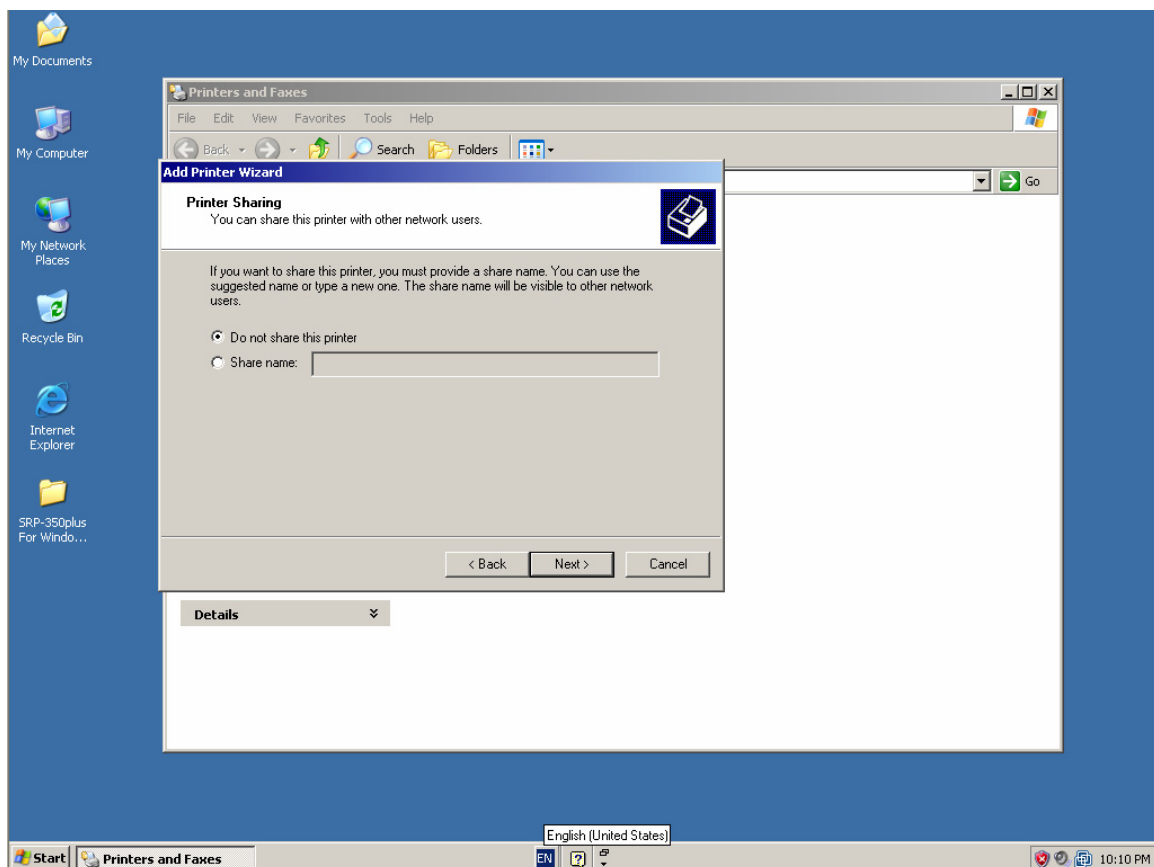 My Documents
My Computer
My Network
Places
Recycle Bin
Internet
Explorer
SRP-350plus
For Windo...
Printers and Faxes
File Edit View Favorites Tools Help
Back Search Folders
Go
Add Printer Wizard
Printer Sharing
You can share this printer with other network users.
If you want to share this printer, you must provide a share name. You can use the
suggested name or type a new one. The share name will be visible to other network
users.
Do not share this printer
Share name:
< Back Next > Cancel
Details
English (United States)
Start Printers and Faxes EN 10:10 PM